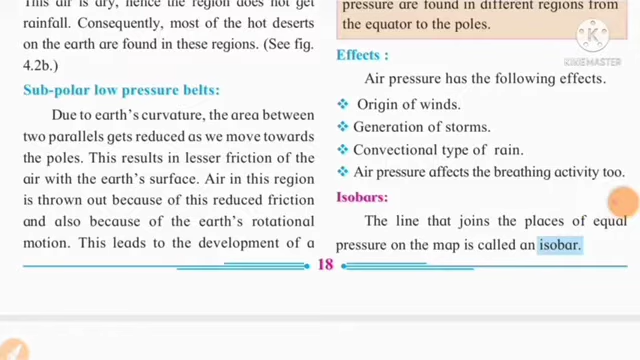 This air is dry, hence the region does not get
rainfall. Consequently, most of the hot deserts
on the earth are found in these regions. (See fig.
4.2b.)
Sub-polar low pressure belts:
Due to earth's curvature, the area between
two parallels gets reduced as we move towards
the poles. This results in lesser friction of the
air with the earth's surface. Air in this region
is thrown out because of this reduced friction
and also because of the earth's rotational
motion. This leads to the development of a
pressure are found in different regions from
the equator to the poles.
Effects :
Air pressure has the following effects.
❖ Origin of winds.
❖ Generation of storms.
❖ Convectional type of rain.
❖ Air pressure affects the breathing activity too.
Isobars:
The line that joins the places of equal
pressure on the map is called an isobar.
18
K
KINEMASTER